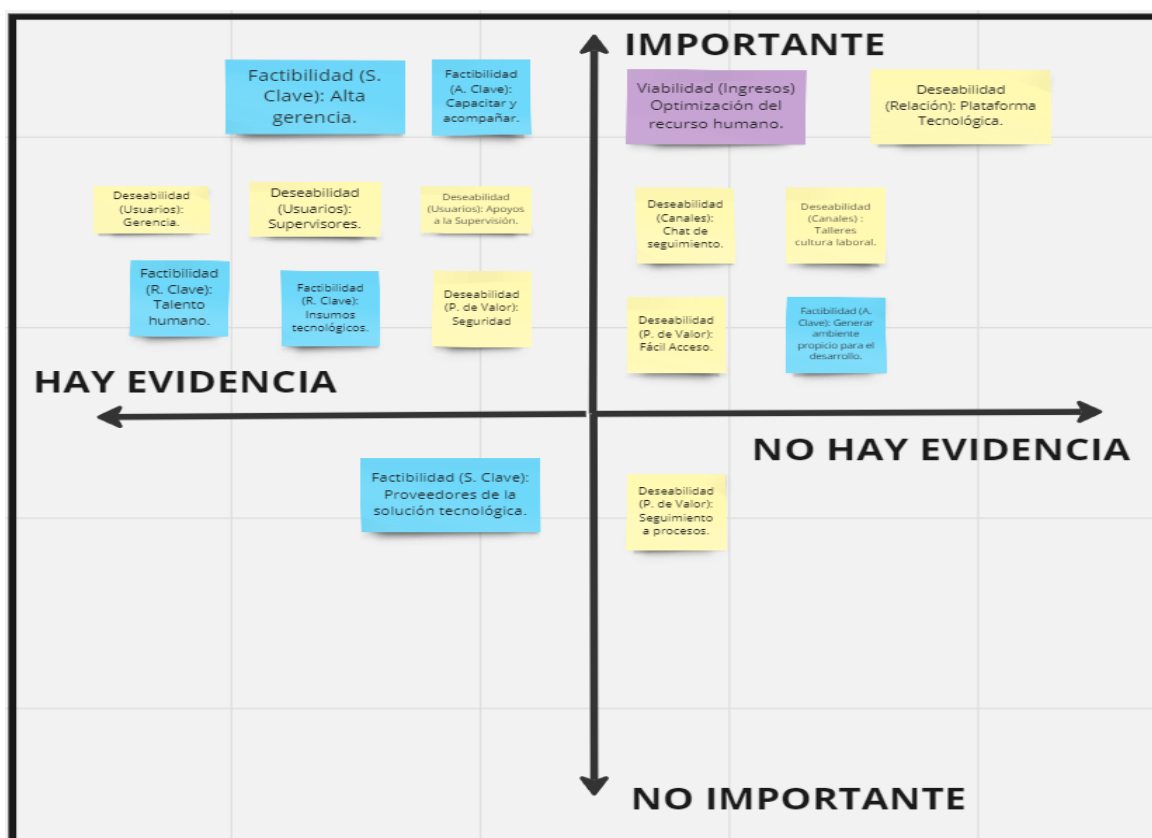 IMPORTANTE
Factibilidad (S.
Clave): Alta
gerencia.
Factibilidad
(A. Clave):
Capacitar y
acompañar.
Viabilidad (Ingresos)
Optimización del
recurso humano.
Deseabilidad
(Relación): Plataforma
Tecnológica.
Deseabilidad
(Usuarios):
Gerencia.
Deseabilidad
(Usuarios):
Supervisores.
Deseabilidad
(Usuarios): Apoyos
a la Supervisión.
Deseabilidad
(Canales):
Chat de
seguimiento.
Deseabilidad
(Canales) :
Talleres
cultura laboral.
Factibilidad
(R. Clave):
Talento
humano.
Factibilidad
(R. Clave):
Insumos
tecnológicos.
Deseabilidad
(P. de Valor):
Seguridad
Deseabilidad
(P. de Valor):
Fácil Acceso.
Factibilidad (A.
Clave): Generar
ambiente
propicio para el
desarrollo.
HAY EVIDENCIA
NO HAY EVIDENCIA
Factibilidad (S. Clave):
Proveedores de la
solución tecnológica.
Deseabilidad
(P. de Valor):
Seguimiento
a procesos.
NO IMPORTANTE